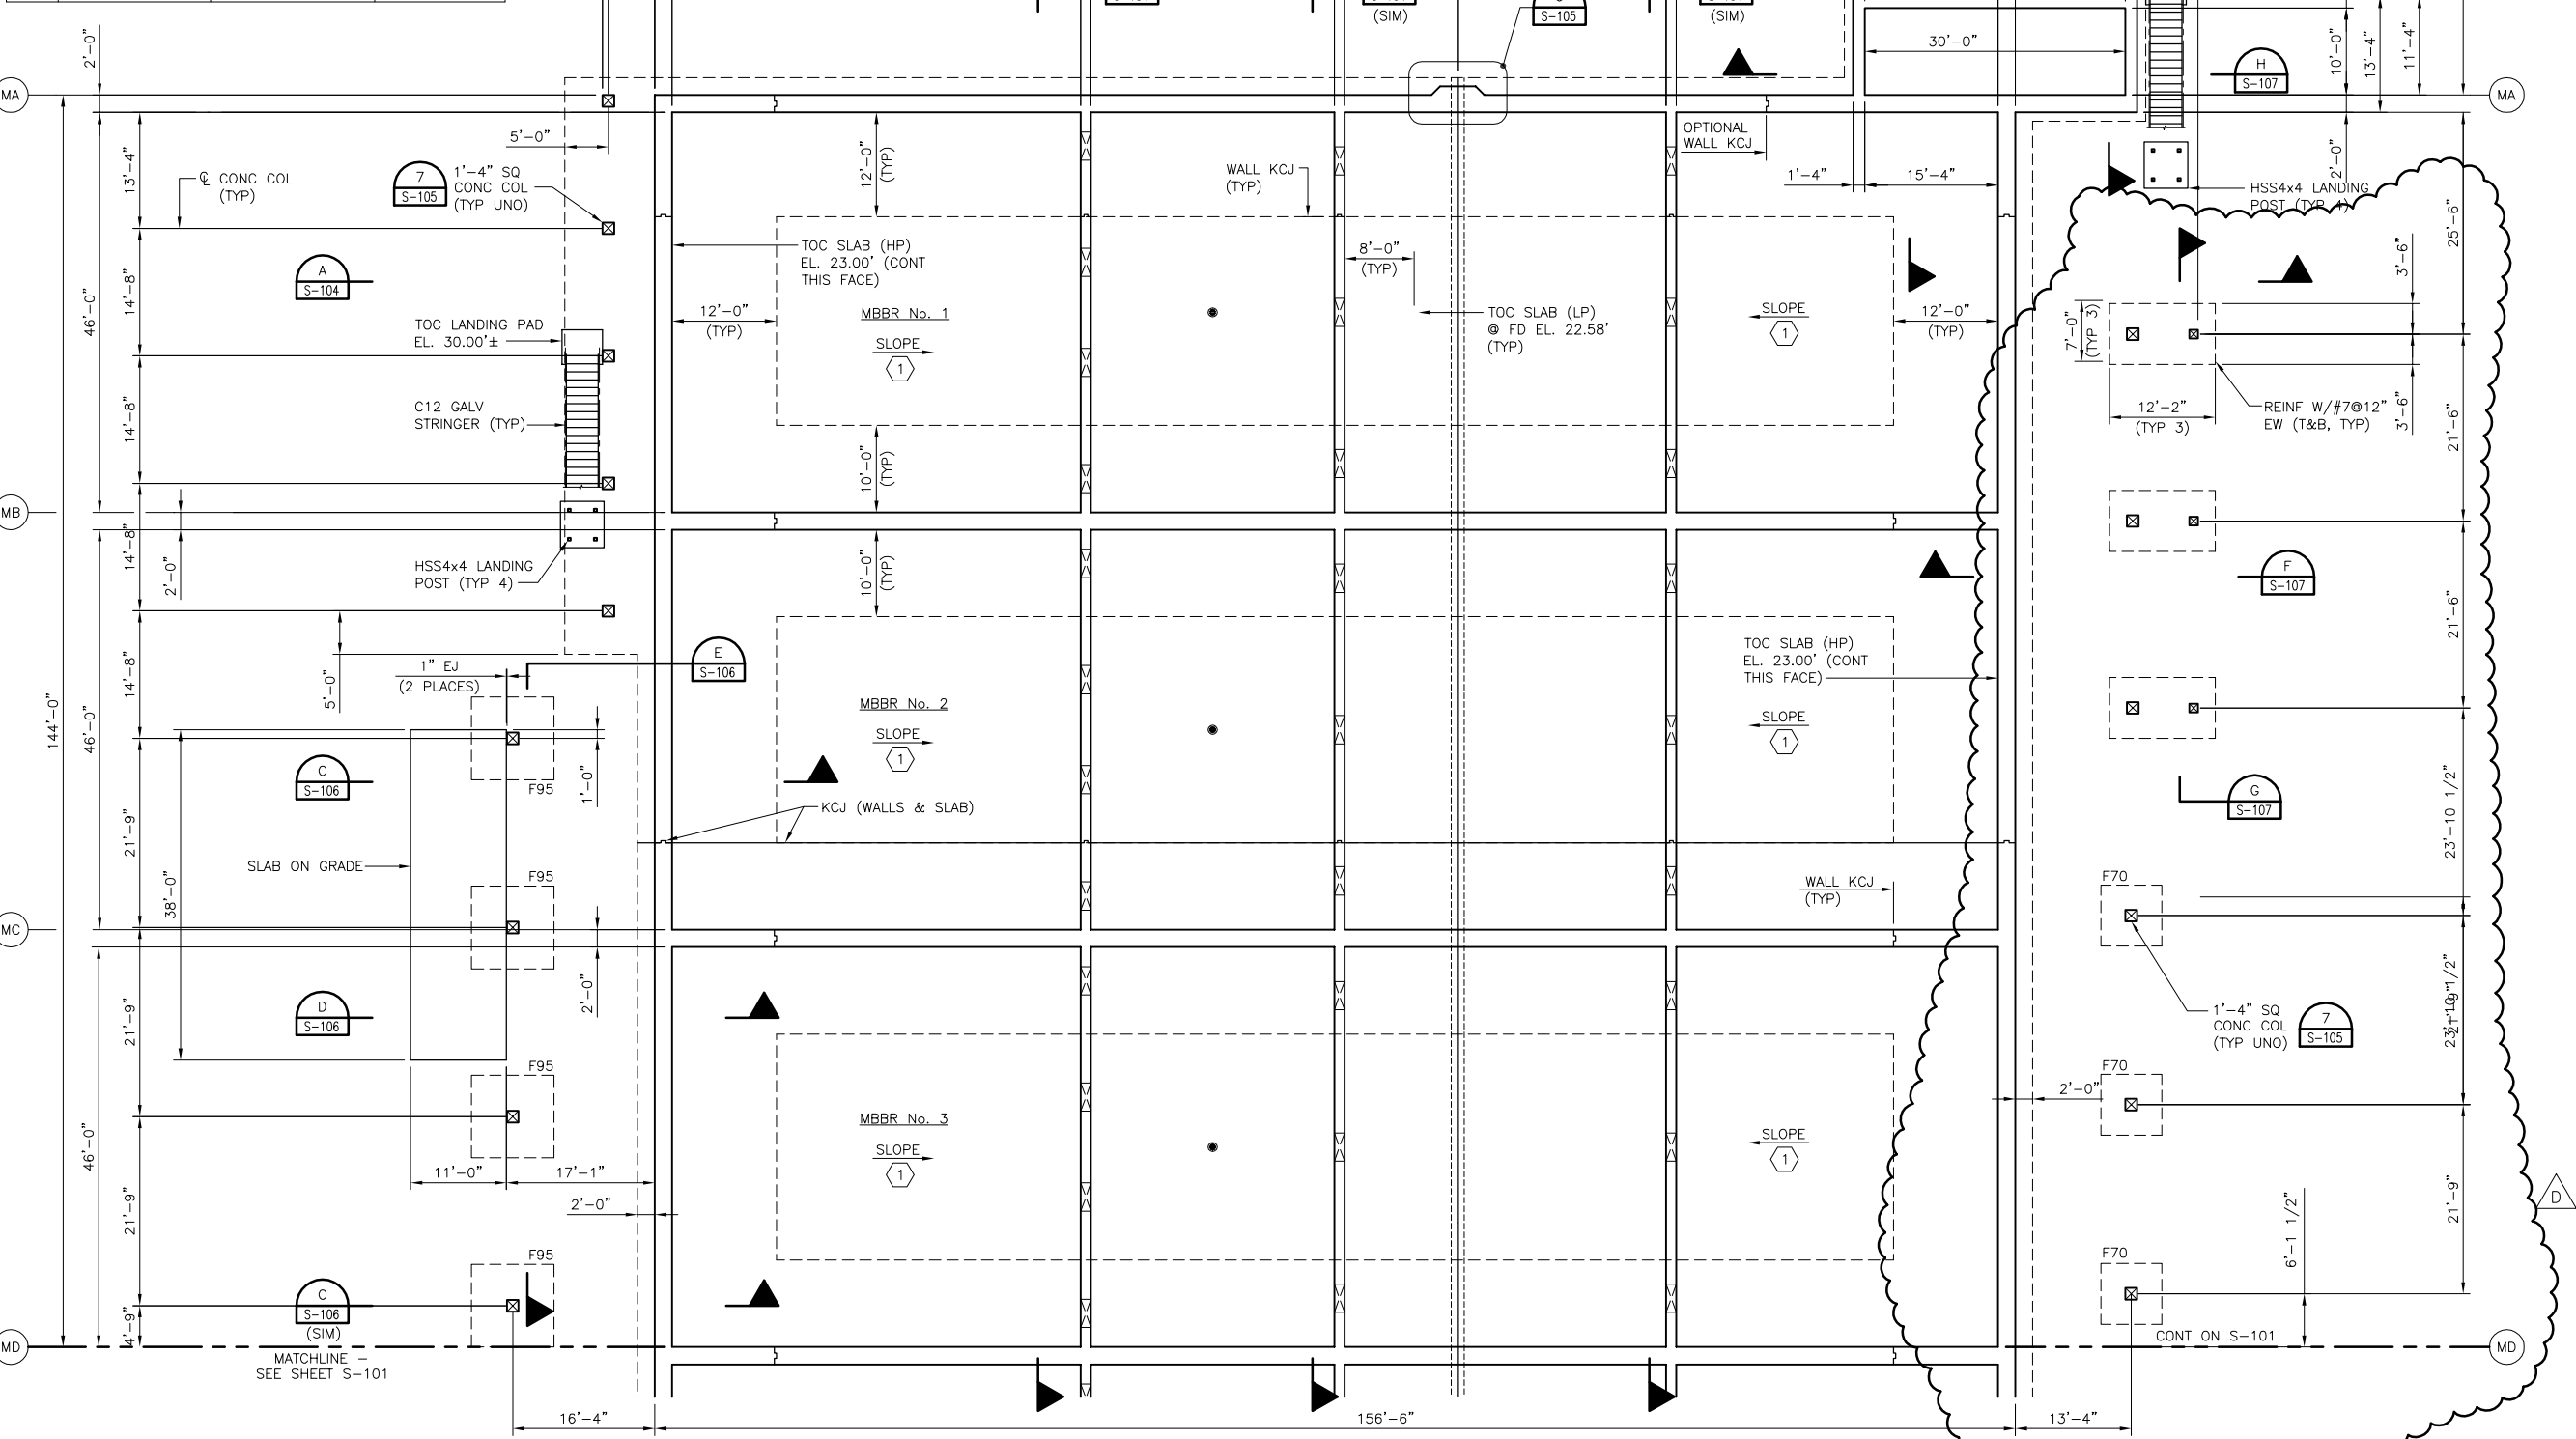 (SIM)
S-105
(SIM)
30'-0"
10'-0"
13'-4"
11'-4"
2'-0"
H
S-107
MA
MA
5'-0"
13'-4"
℄ CONC COL
(TYP)
7
S-105
1'-4" SQ
CONC COL
(TYP UNO)
12'-0"
(TYP)
WALL KCJ
(TYP)
OPTIONAL
WALL KCJ
1'-4"
15'-4"
2'-0"
HSS4x4 LANDING
POST (TYP 4)
25'-6"
3'-6"
A
S-104
14'-8"
46'-0"
TOC SLAB (HP)
EL. 23.00' (CONT
THIS FACE)
8'-0"
(TYP)
12'-0"
(TYP)
MBBR No. 1
SLOPE
1
TOC SLAB (LP)
@ FD EL. 22.58'
(TYP)
SLOPE
1
12'-0"
(TYP)
7'-0"
(TYP 3)
TOC LANDING PAD
EL. 30.00'±
14'-8"
C12 GALV
STRINGER (TYP)
12'-2"
(TYP 3)
REINF W/#7@12"
EW (T&B, TYP)
3'-6"
21'-6"
10'-0"
(TYP)
MB
14'-8"
2'-0"
HSS4x4 LANDING
POST (TYP 4)
10'-0"
(TYP)
F
S-107
21'-6"
E
S-106
1" EJ
(2 PLACES)
5'-0"
14'-8"
144'-0"
46'-0"
TOC SLAB (HP)
EL. 23.00' (CONT
THIS FACE)
MBBR No. 2
SLOPE
1
SLOPE
1
C
S-106
F95
1'-0"
KCJ (WALLS & SLAB)
G
S-107
23'-10 1/2"
21'-9"
SLAB ON GRADE
38'-0"
F95
WALL KCJ
(TYP)
F70
MC
2'-0"
D
S-106
21'-9"
23'-10 1/2"
21'-9"
1'-4" SQ
CONC COL
(TYP UNO)
7
S-105
F95
F70
2'-0"
46'-0"
MBBR No. 3
SLOPE
1
SLOPE
1
11'-0"
17'-1"
2'-0"
21'-9"
6'-1 1/2"
21'-9"
D
F95
F70
C
S-106
(SIM)
4'-9"
CONT ON S-101
MD
MD
MATCHLINE -
SEE SHEET S-101
16'-4"
156'-6"
13'-4"